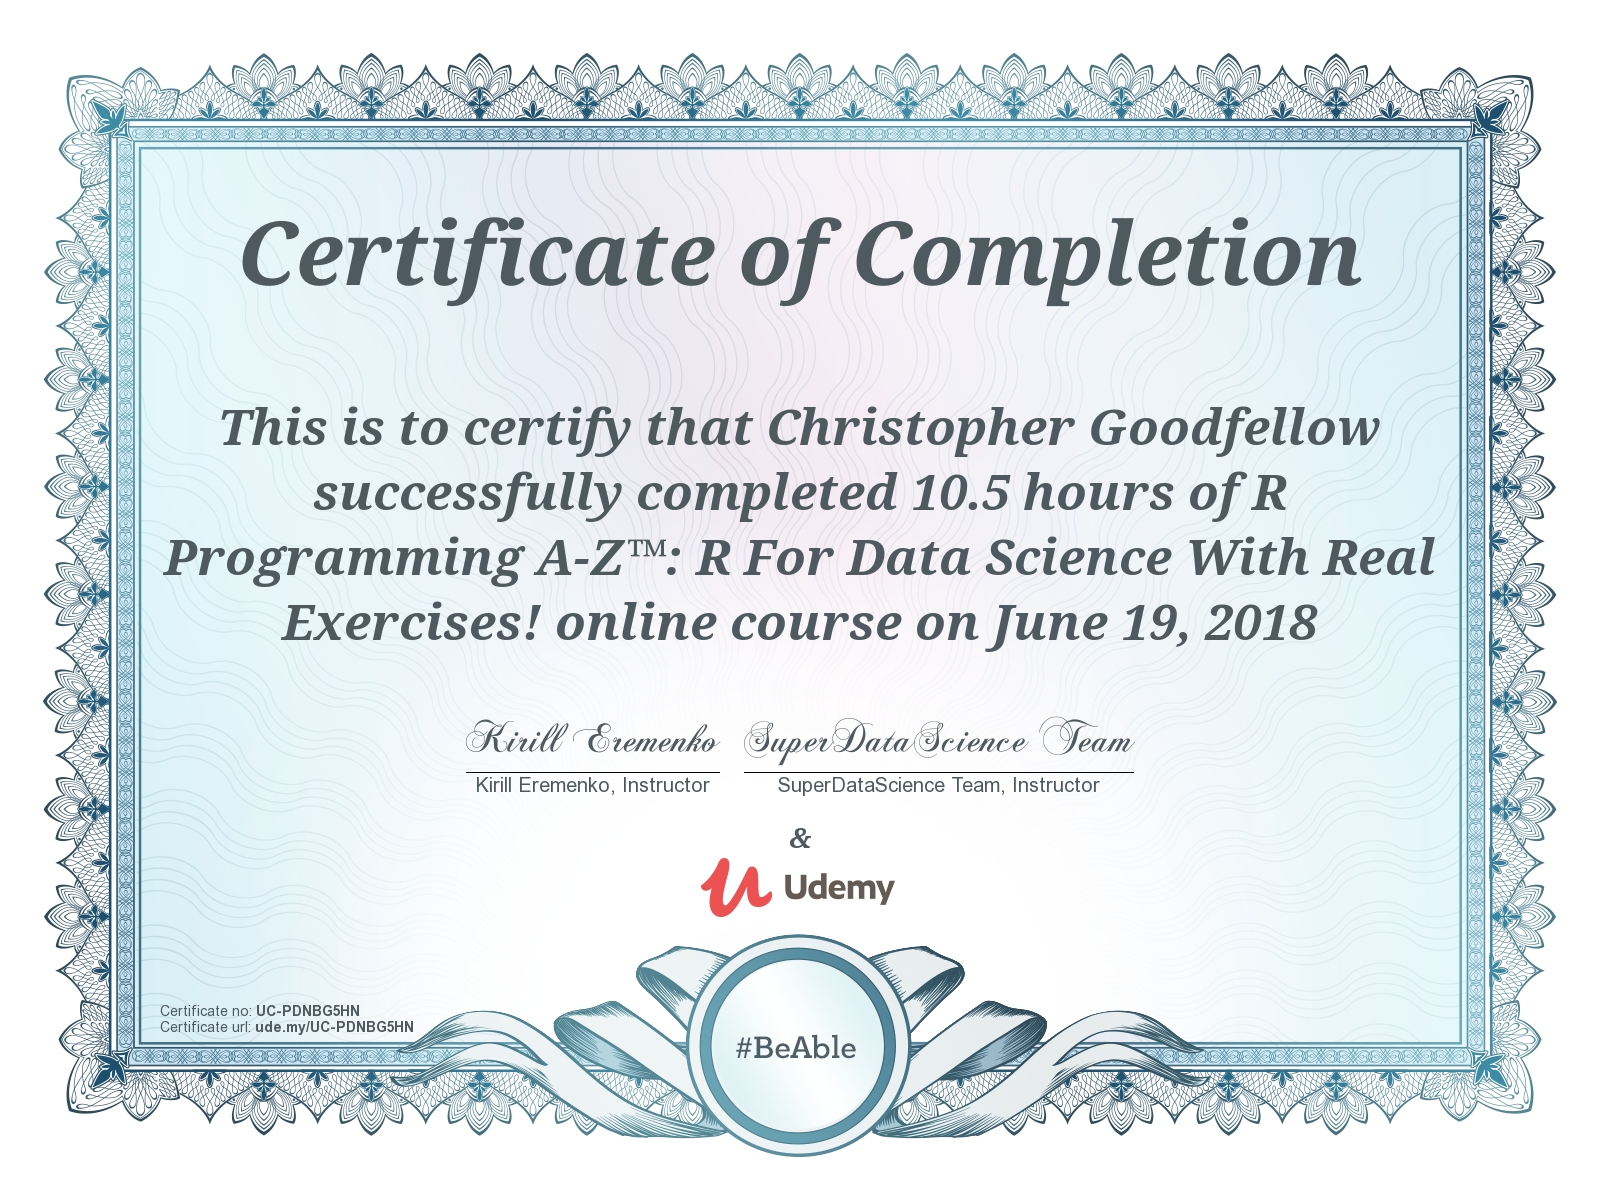 Certificate of Completion
This is to certify that Christopher Goodfellow
successfully completed 10.5 hours of R
Programming A-Z™: R For Data Science With Real
Exercises! online course on June 19, 2018
Kirill Eremenko SuperDataScience Team
Kirill Eremenko, Instructor SuperDataScience Team, Instructor
&
Udemy
Certificate no: UC-PDNBG5HN
Certificate url: ude.my/UC-PDNBG5HN
#BeAble